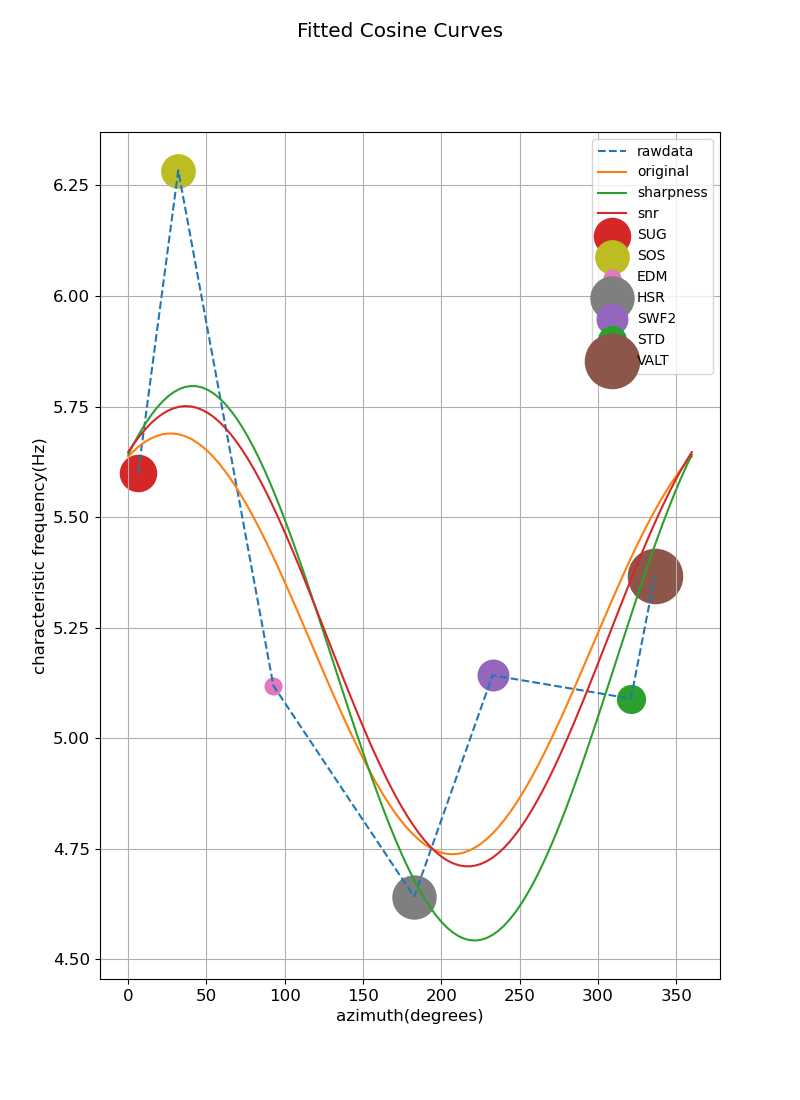 Fitted Cosine Curves
rawdata
original
sharpness
snr
SUG
SOS
EDM
HSR
SWF2
STD
VALT
characteristic frequency(Hz)
6.25
6.00
5.75
5.50
5.25
5.00
4.75
4.50
0 50 100 150 200 250 300 350
azimuth(degrees)